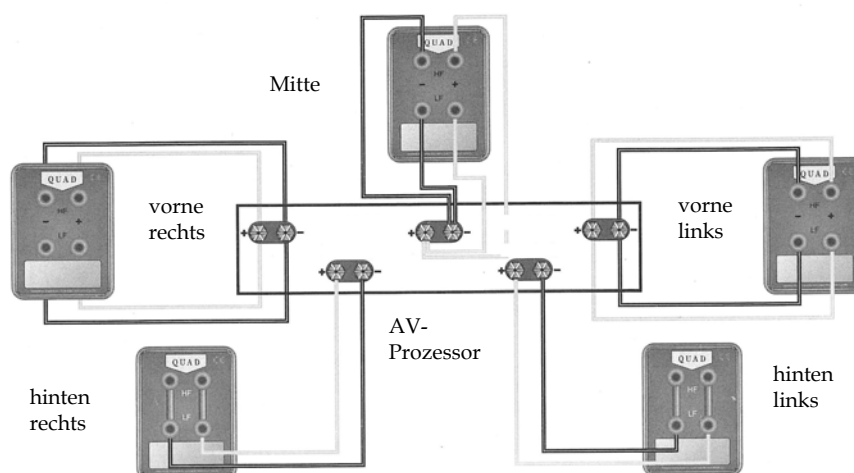 QUAD
HF
- +
LF
Mitte
QUAD
HF
- +
LF
vorne
rechts
QUAD
HF
- +
LF
vorne
links
+ -
+ -
+ -
+ -
+ -
AV-
Prozessor
QUAD
HF
LF
hinten
rechts
QUAD
HF
LF
hinten
links